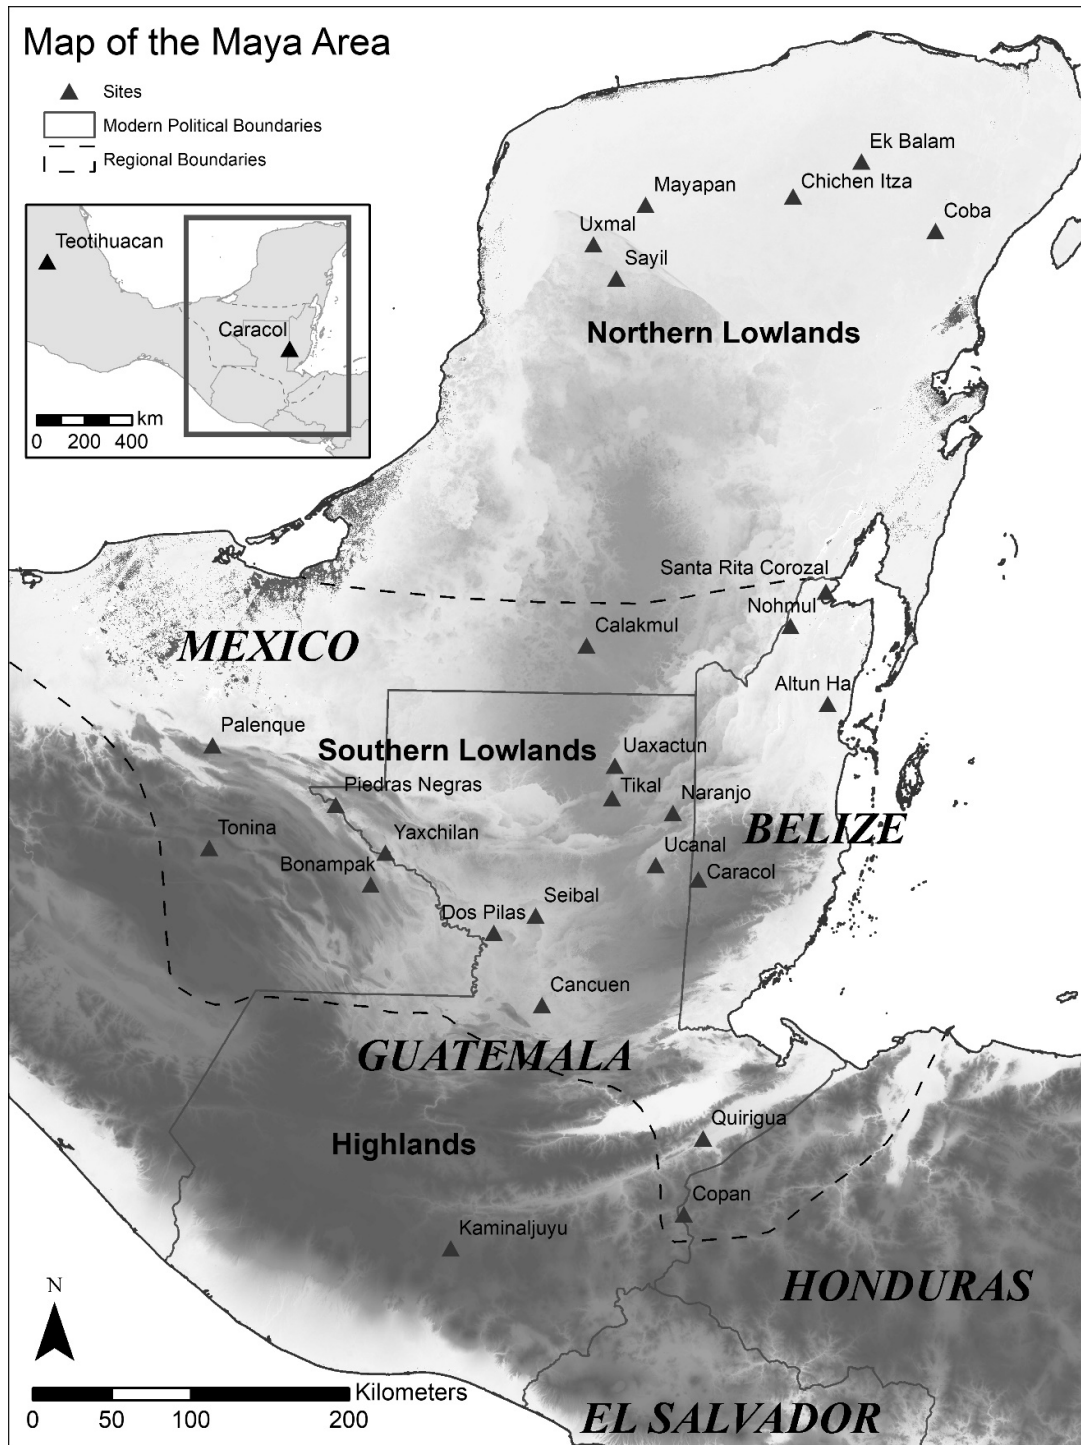 Map of the Maya Area
Sites
Modern Political Boundaries
Regional Boundaries
Teotihuacan
Caracol
km
0 200 400
Ek Balam
Chichen Itza
Mayapan
Coba
Uxmal
Sayil
Northern Lowlands
Santa Rita Corozal
Nohmul
Calakmul
MEXICO
Altun Ha
Palenque
Southern Lowlands
Uaxactun
Piedras Negras
Tikal
Naranjo
BELIZE
Tonina
Yaxchilan
Bonampak
Ucanal
Caracol
Seibal
Dos Pilas
Cancuen
GUATEMALA
Quirigua
Highlands
Copan
Kaminaljuyu
HONDURAS
N
Kilometers
0 50 100 200
EL SALVADOR